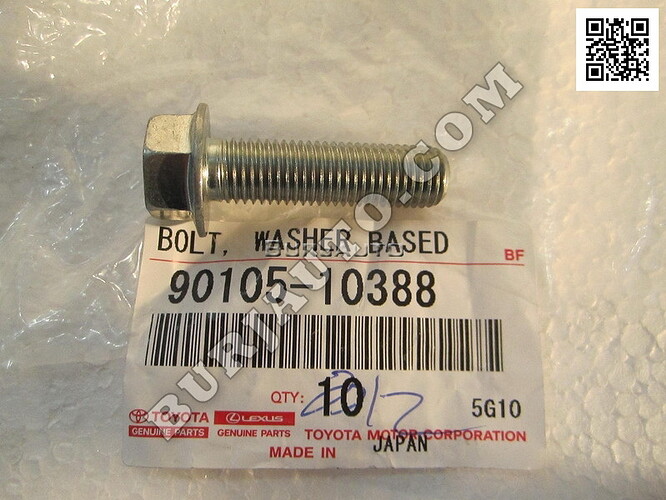 BOLT, WASHER BASED
BF
90105-10388
QTY: 10
5G10
TOYOTA
GENUINE PARTS
LEXUS
GENUINE PARTS
TOYOTA MOTOR CORPORATION
MADE IN JAPAN
BURJAUTO.COM